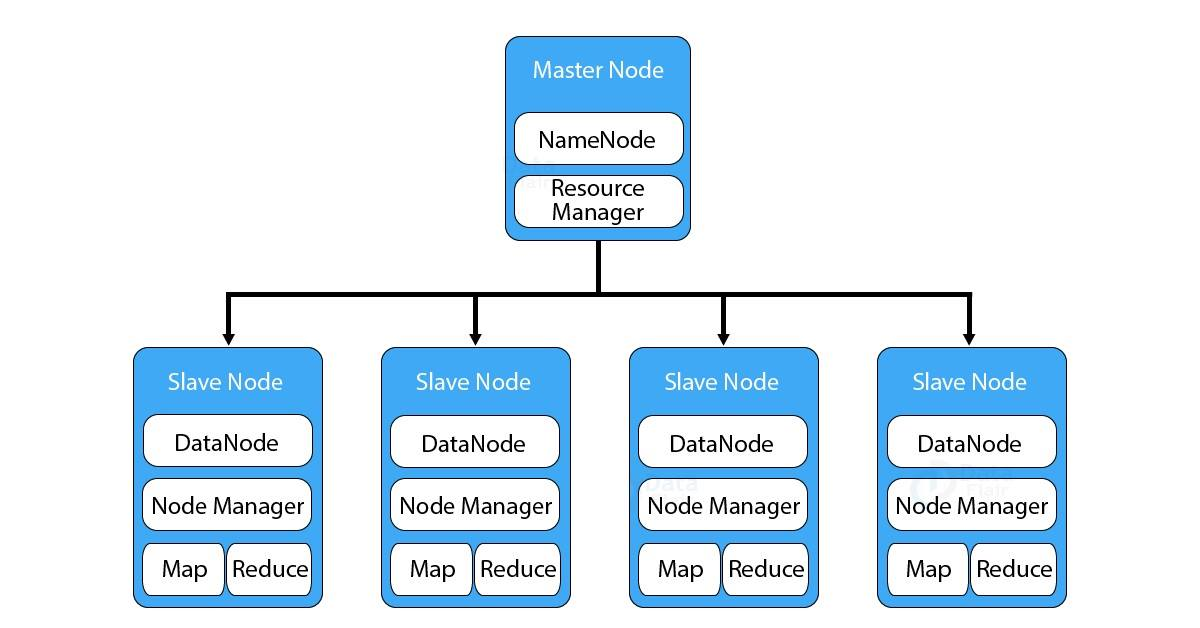 Master Node
NameNode
Resource
Manager
Slave Node
DataNode
Node Manager
Map
Reduce
Slave Node
DataNode
Node Manager
Map
Reduce
Slave Node
DataNode
Node Manager
Map
Reduce
Slave Node
DataNode
Node Manager
Map
Reduce